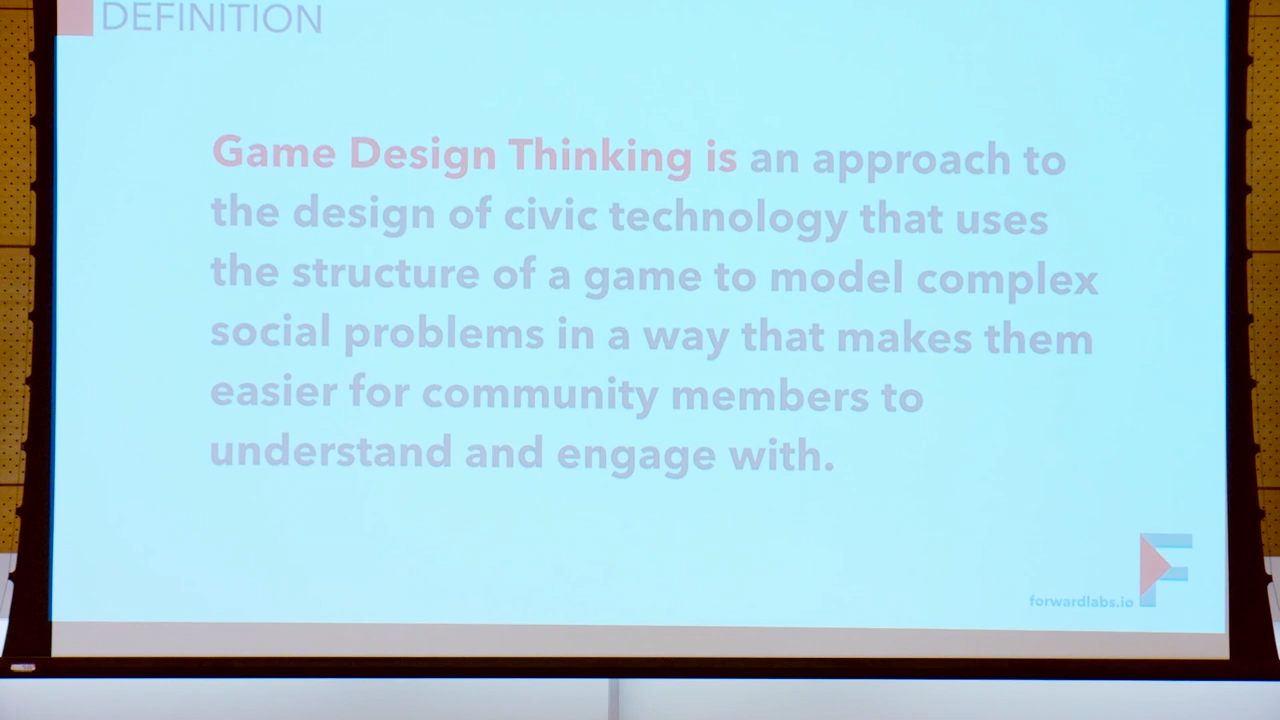 DEFINITION
Game Design Thinking is an approach to
the design of civic technology that uses
the structure of a game to model complex
social problems in a way that makes them
easier for community members to
understand and engage with.
forwardlabs.io
F